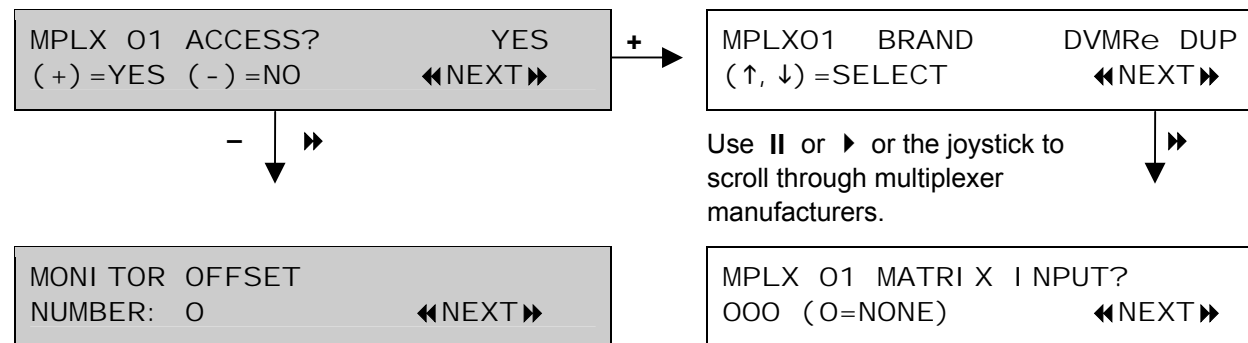 MPLX 01 ACCESS? YES
(+)=YES (-)=NO ⏪NEXT⏩
+
MPLX01 BRAND DVMRe DUP
(↑,↓)=SELECT ⏪NEXT⏩
– ⏩
Use ⏸ or ▶ or the joystick to
scroll through multiplexer
manufacturers.
⏩
MONITOR OFFSET
NUMBER: 0 ⏪NEXT⏩
MPLX 01 MATRIX INPUT?
000 (0=NONE) ⏪NEXT⏩